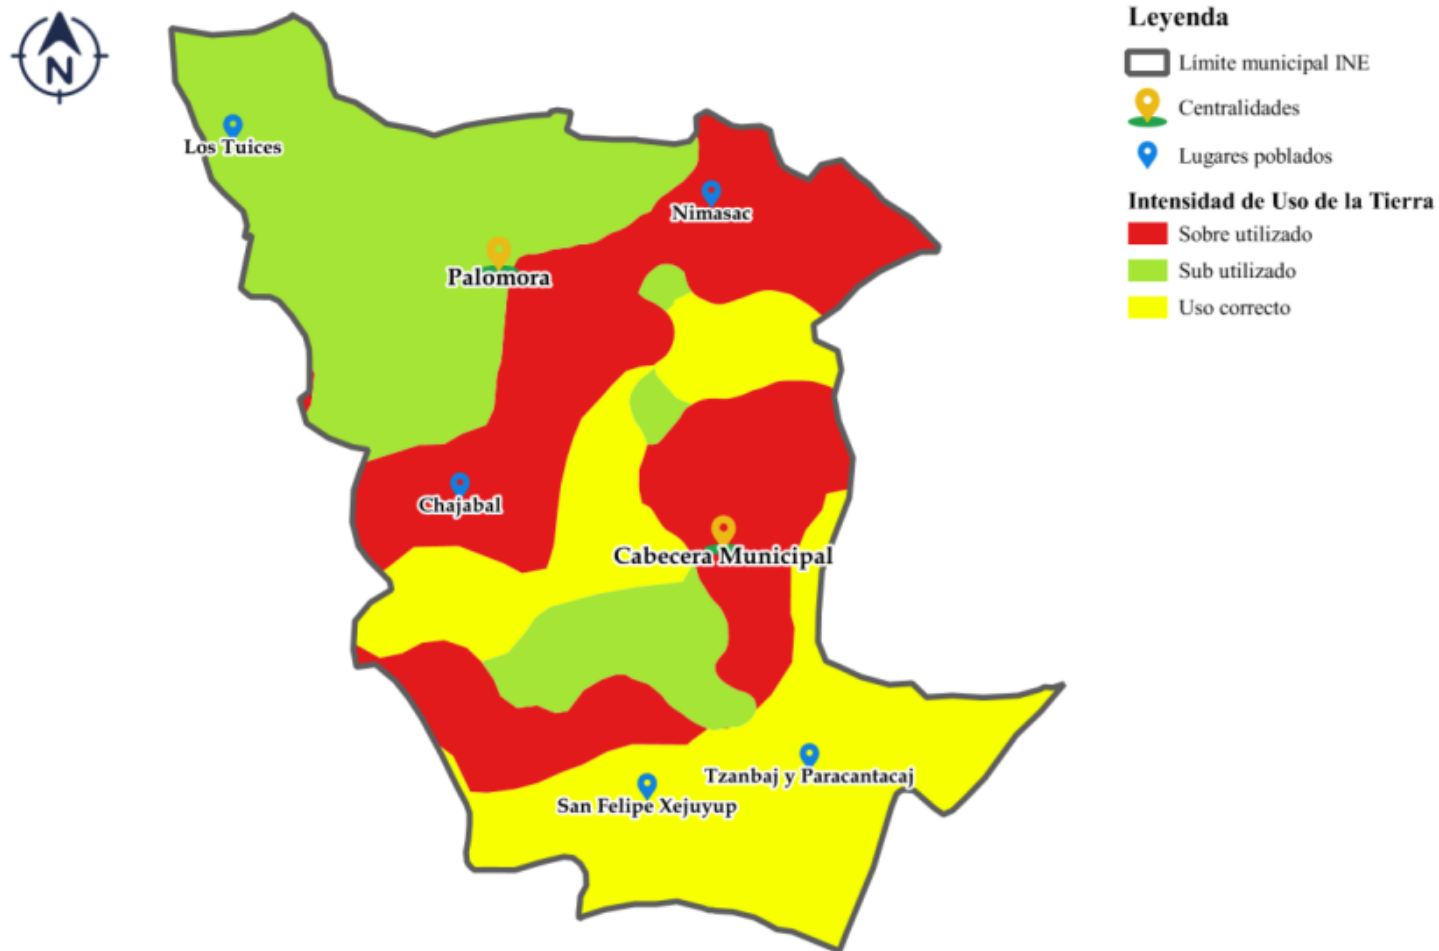 N
Los Tuices
Nimasac
Palomora
Chajabal
Cabecera Municipal
Tzanbaj y Paracantacaj
San Felipe Xejuyup
Leyenda
Límite municipal INE
Centralidades
Lugares poblados
Intensidad de Uso de la Tierra
Sobre utilizado
Sub utilizado
Uso correcto